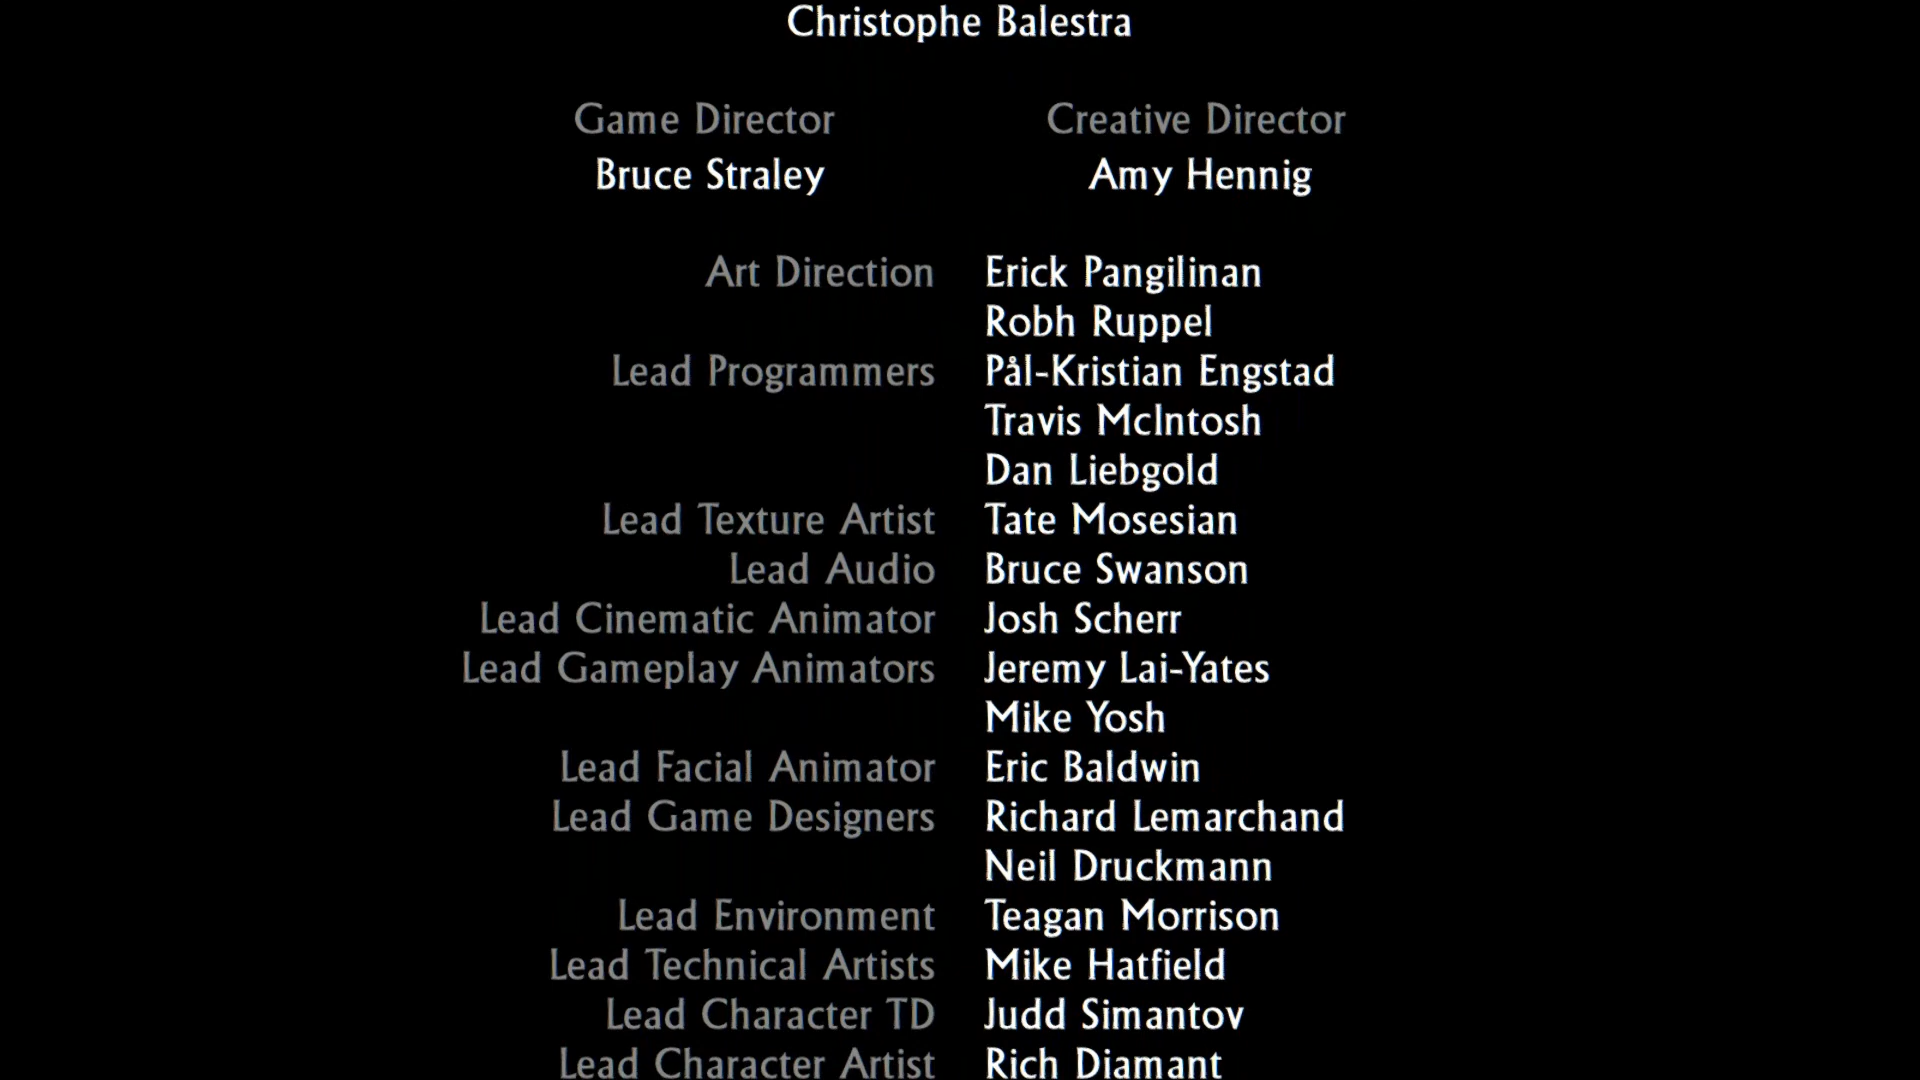 Christophe Balestra
Game Director Creative Director
Bruce Straley Amy Hennig
Art Direction Erick Pangilinan
Robh Ruppel
Lead Programmers Pål-Kristian Engstad
Travis McIntosh
Dan Liebgold
Lead Texture Artist Tate Mosesian
Lead Audio Bruce Swanson
Lead Cinematic Animator Josh Scherr
Lead Gameplay Animators Jeremy Lai-Yates
Mike Yosh
Lead Facial Animator Eric Baldwin
Lead Game Designers Richard Lemarchand
Neil Druckmann
Lead Environment Teagan Morrison
Lead Technical Artists Mike Hatfield
Lead Character TD Judd Simantov
Lead Character Artist Rich Diamant